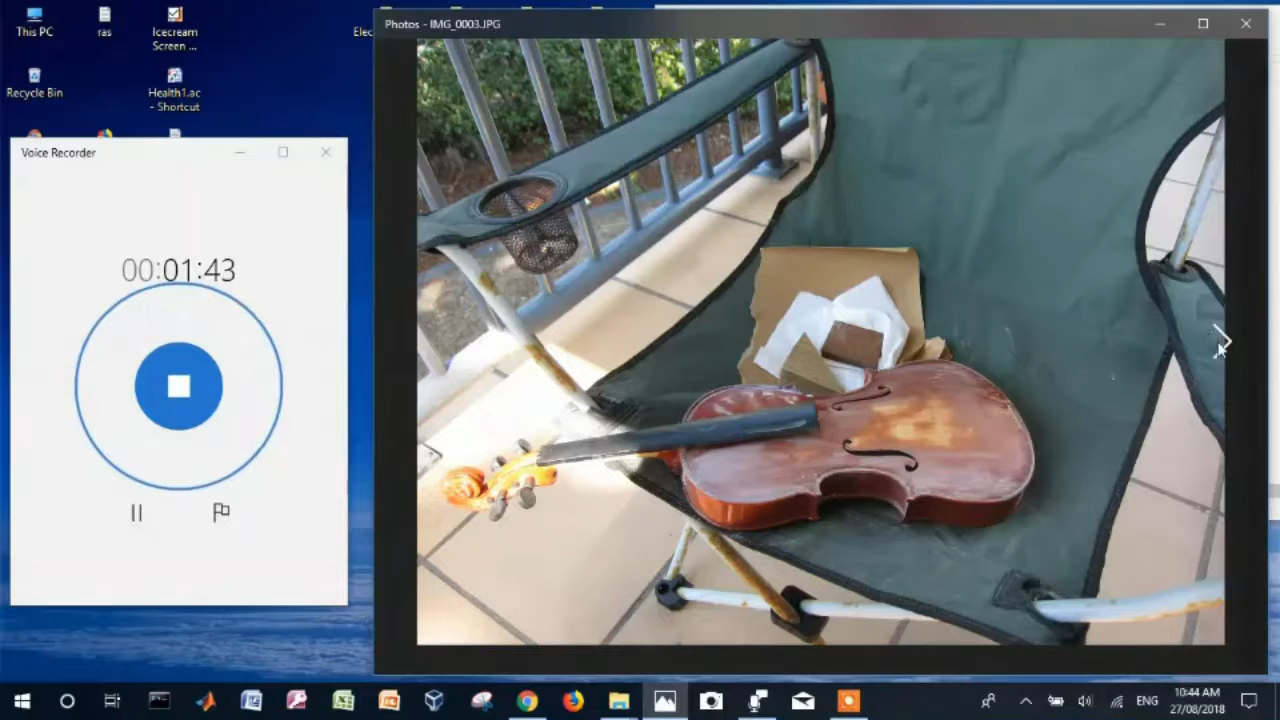 This PC
ras
Icecream
Screen ...
Elec
Recycle Bin
Health1.ac
- Shortcut
Voice Recorder
00:01:43
Photos - IMG_0003.JPG
ENG
10:44 AM
27/08/2018